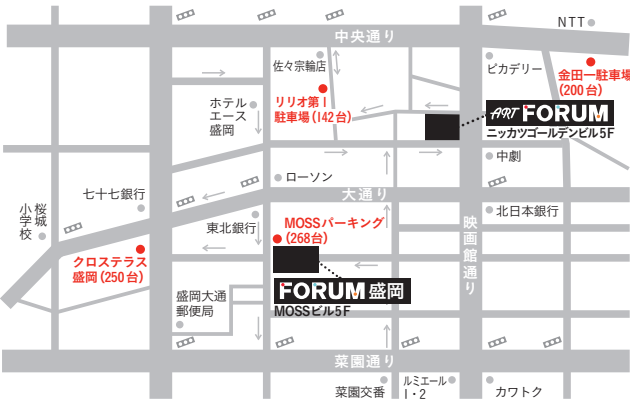 NTT
中央通り
佐々宗輪店
ピカデリー
金田一駐車場
(200台)
リリオ第1
駐車場(142台)
ホテル
エース
盛岡
ART FORUM
ニッカツゴールデンビル5F
中劇
ローソン
七十七銀行
大通り
桜城
小学校
東北銀行
MOSSパーキング
(268台)
北日本銀行
映画館通り
クロステラス
盛岡(250台)
FORUM盛岡
MOSSビル5F
盛岡大通
郵便局
菜園通り
菜園交番
ルミエール
1・2
カワトク